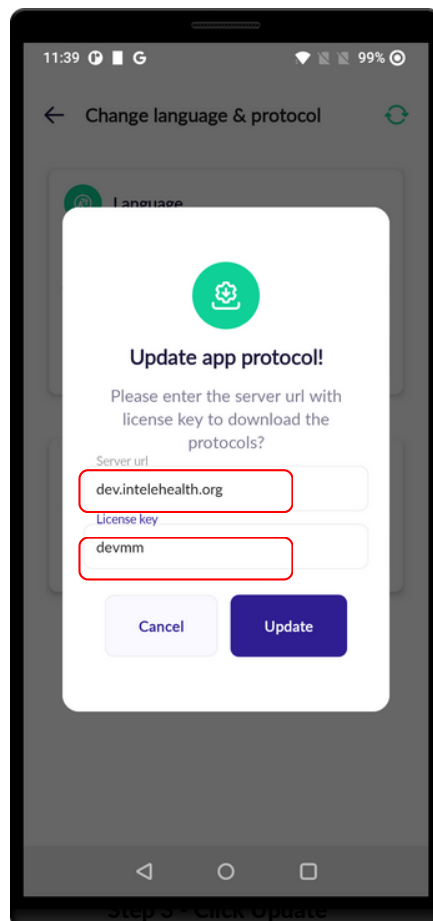 11:39
G
99%
Change language & protocol
Language
Update app protocol!
Please enter the server url with
license key to download the
protocols?
Server url
dev.intelehealth.org
License key
devmm
Cancel
Update
Step 3 - Click Update